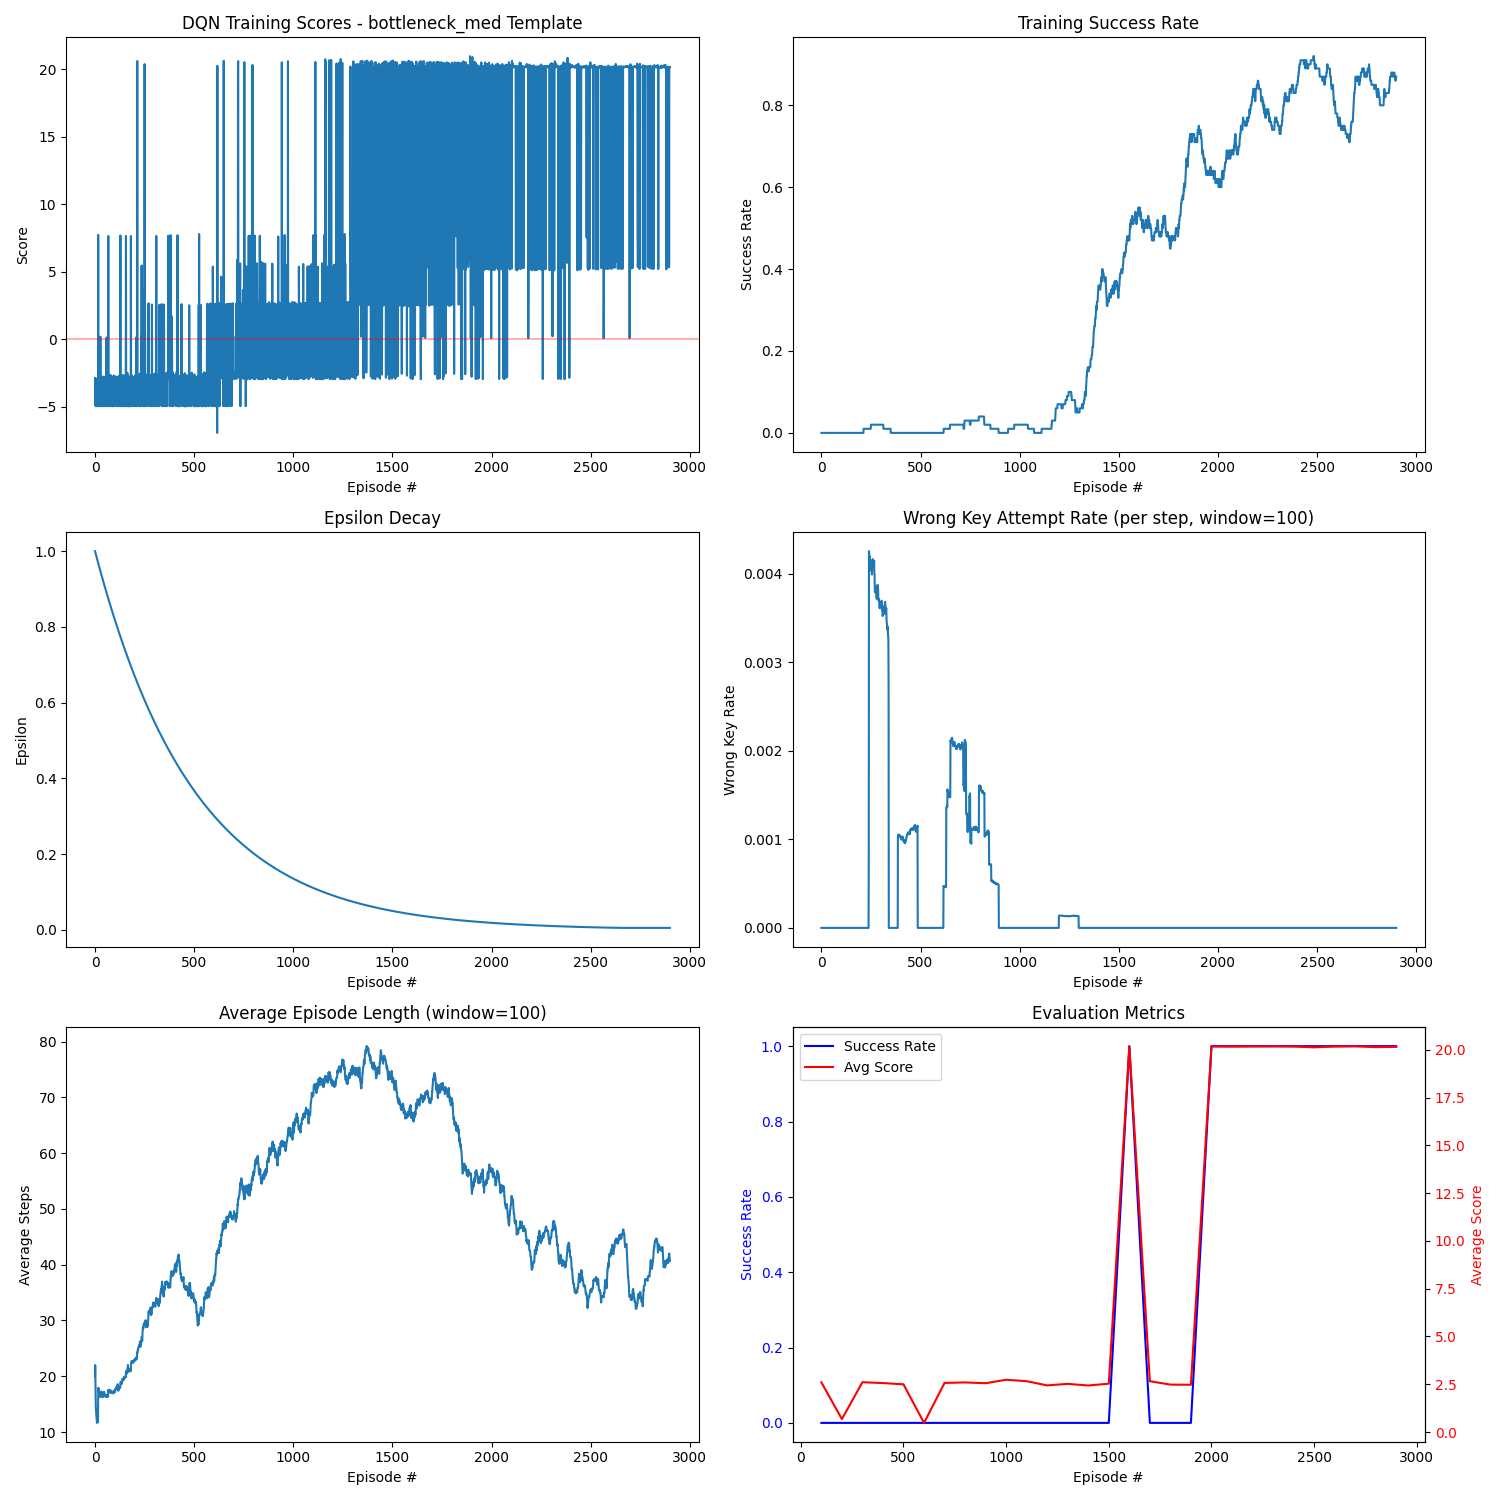 DQN Training Scores - bottleneck_med Template
20
15
10
5
0
−5
Score
0 500 1000 1500 2000 2500 3000
Episode #
Training Success Rate
0.8
0.6
0.4
0.2
0.0
Success Rate
0 500 1000 1500 2000 2500 3000
Episode #
Epsilon Decay
1.0
0.8
0.6
0.4
0.2
0.0
Epsilon
0 500 1000 1500 2000 2500 3000
Episode #
Wrong Key Attempt Rate (per step, window=100)
0.004
0.003
0.002
0.001
0.000
Wrong Key Rate
0 500 1000 1500 2000 2500 3000
Episode #
Average Episode Length (window=100)
80
70
60
50
40
30
20
10
Average Steps
0 500 1000 1500 2000 2500 3000
Episode #
Evaluation Metrics
Success Rate
Avg Score
1.0
0.8
0.6
0.4
0.2
0.0
Success Rate
20.0
17.5
15.0
12.5
10.0
7.5
5.0
2.5
0.0
Average Score
0 500 1000 1500 2000 2500 3000
Episode #